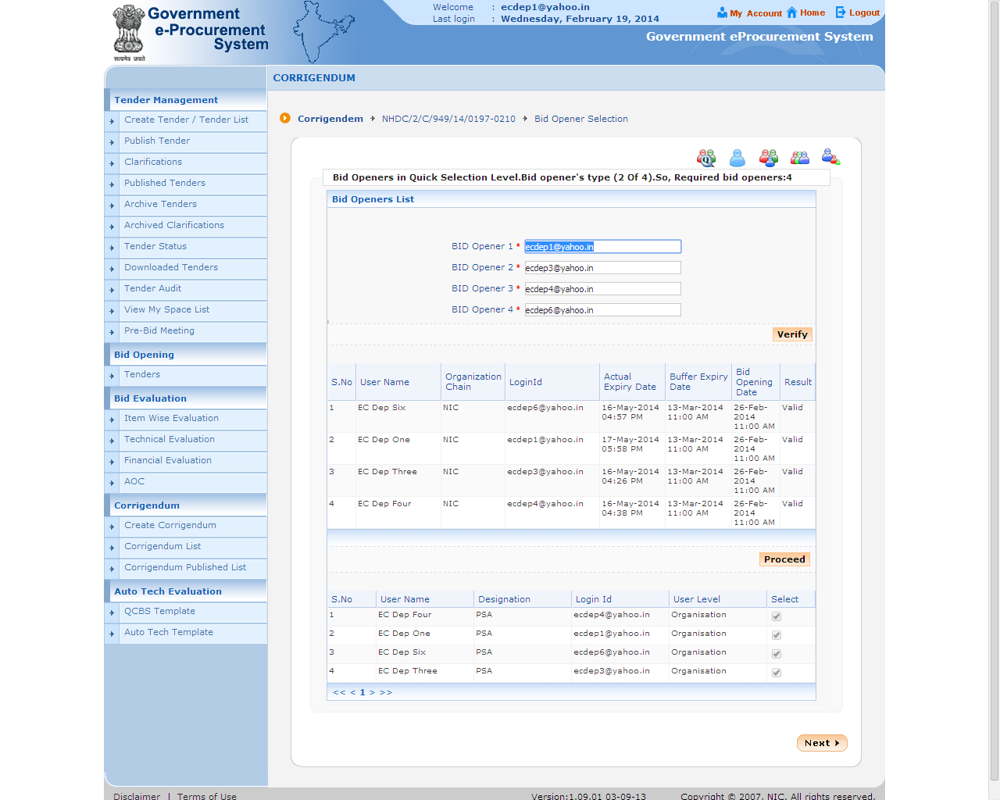 Government
e-Procurement
System
सत्यमेव जयते
Welcome : ecdep1@yahoo.in
Last login : Wednesday, February 19, 2014
My Account Home Logout
Government eProcurement System
CORRIGENDUM
Tender Management
Create Tender / Tender List
Publish Tender
Clarifications
Published Tenders
Archive Tenders
Archived Clarifications
Tender Status
Downloaded Tenders
Tender Audit
View My Space List
Pre-Bid Meeting
Bid Opening
Tenders
Bid Evaluation
Item Wise Evaluation
Technical Evaluation
Financial Evaluation
AOC
Corrigendum
Create Corrigendum
Corrigendum List
Corrigendum Published List
Auto Tech Evaluation
QCBS Template
Auto Tech Template
Corrigendem NHDC/2/C/949/14/0197-0210 Bid Opener Selection
Bid Openers in Quick Selection Level.Bid opener's type (2 Of 4).So, Required bid openers:4
Bid Openers List
BID Opener 1 * ecdep1@yahoo.in
BID Opener 2 * ecdep3@yahoo.in
BID Opener 3 * ecdep4@yahoo.in
BID Opener 4 * ecdep6@yahoo.in
Verify
S.No User Name Organization Chain LoginId Actual Expiry Date Buffer Expiry Date Bid Opening Date Result
1 EC Dep Six NIC ecdep6@yahoo.in 16-May-2014 04:57 PM 13-Mar-2014 11:00 AM 26-Feb-2014 11:00 AM Valid
2 EC Dep One NIC ecdep1@yahoo.in 17-May-2014 05:58 PM 13-Mar-2014 11:00 AM 26-Feb-2014 11:00 AM Valid
3 EC Dep Three NIC ecdep3@yahoo.in 16-May-2014 04:26 PM 13-Mar-2014 11:00 AM 26-Feb-2014 11:00 AM Valid
4 EC Dep Four NIC ecdep4@yahoo.in 16-May-2014 04:38 PM 13-Mar-2014 11:00 AM 26-Feb-2014 11:00 AM Valid
Proceed
S.No User Name Designation Login Id User Level Select
1 EC Dep Four PSA ecdep4@yahoo.in Organisation
2 EC Dep One PSA ecdep1@yahoo.in Organisation
3 EC Dep Six PSA ecdep6@yahoo.in Organisation
4 EC Dep Three PSA ecdep3@yahoo.in Organisation
<< < 1 > >>
Next
Disclaimer | Terms of Use Version:1.09.01 03-09-13 Copyright © 2007, NIC. All rights reserved.